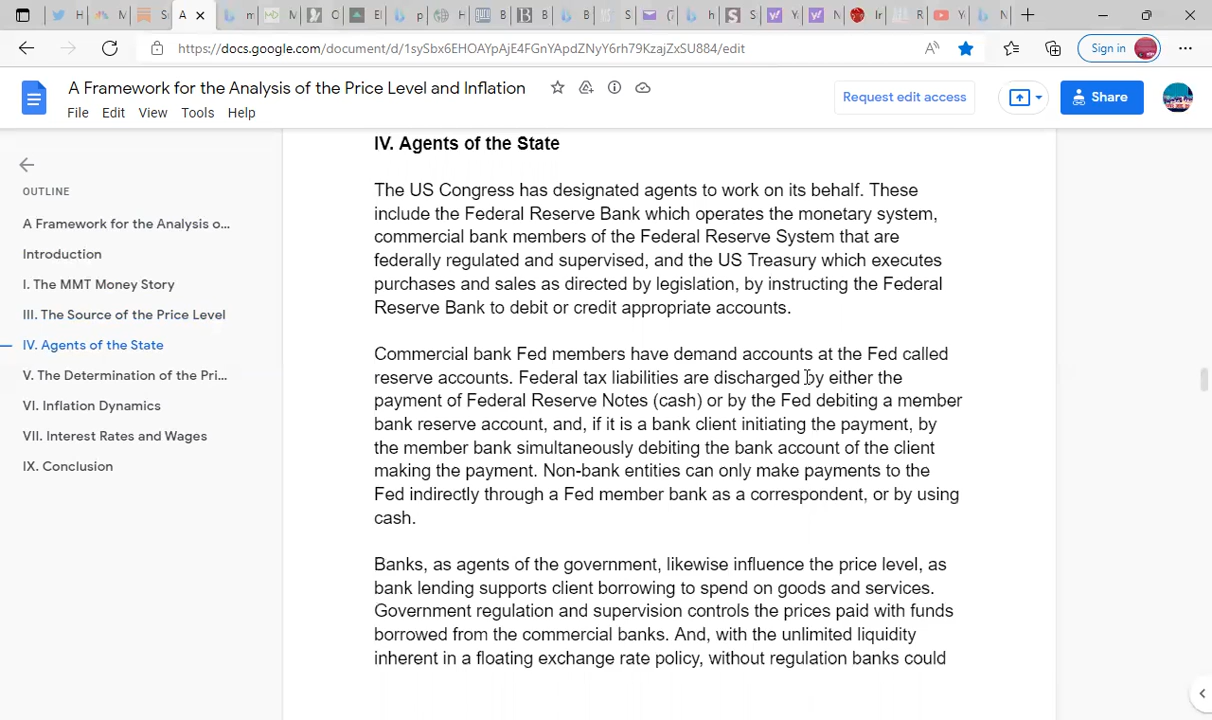 https://docs.google.com/document/d/1sySbx6EHOAYpAjE4FGnYApdZNyY6rh79KzajZxSU884/edit
Sign in
A Framework for the Analysis of the Price Level and Inflation
File Edit View Tools Help
Request edit access
Share
OUTLINE
A Framework for the Analysis o...
Introduction
I. The MMT Money Story
III. The Source of the Price Level
IV. Agents of the State
V. The Determination of the Pri...
VI. Inflation Dynamics
VII. Interest Rates and Wages
IX. Conclusion
IV. Agents of the State
The US Congress has designated agents to work on its behalf. These
include the Federal Reserve Bank which operates the monetary system,
commercial bank members of the Federal Reserve System that are
federally regulated and supervised, and the US Treasury which executes
purchases and sales as directed by legislation, by instructing the Federal
Reserve Bank to debit or credit appropriate accounts.
Commercial bank Fed members have demand accounts at the Fed called
reserve accounts. Federal tax liabilities are discharged by either the
payment of Federal Reserve Notes (cash) or by the Fed debiting a member
bank reserve account, and, if it is a bank client initiating the payment, by
the member bank simultaneously debiting the bank account of the client
making the payment. Non-bank entities can only make payments to the
Fed indirectly through a Fed member bank as a correspondent, or by using
cash.
Banks, as agents of the government, likewise influence the price level, as
bank lending supports client borrowing to spend on goods and services.
Government regulation and supervision controls the prices paid with funds
borrowed from the commercial banks. And, with the unlimited liquidity
inherent in a floating exchange rate policy, without regulation banks could